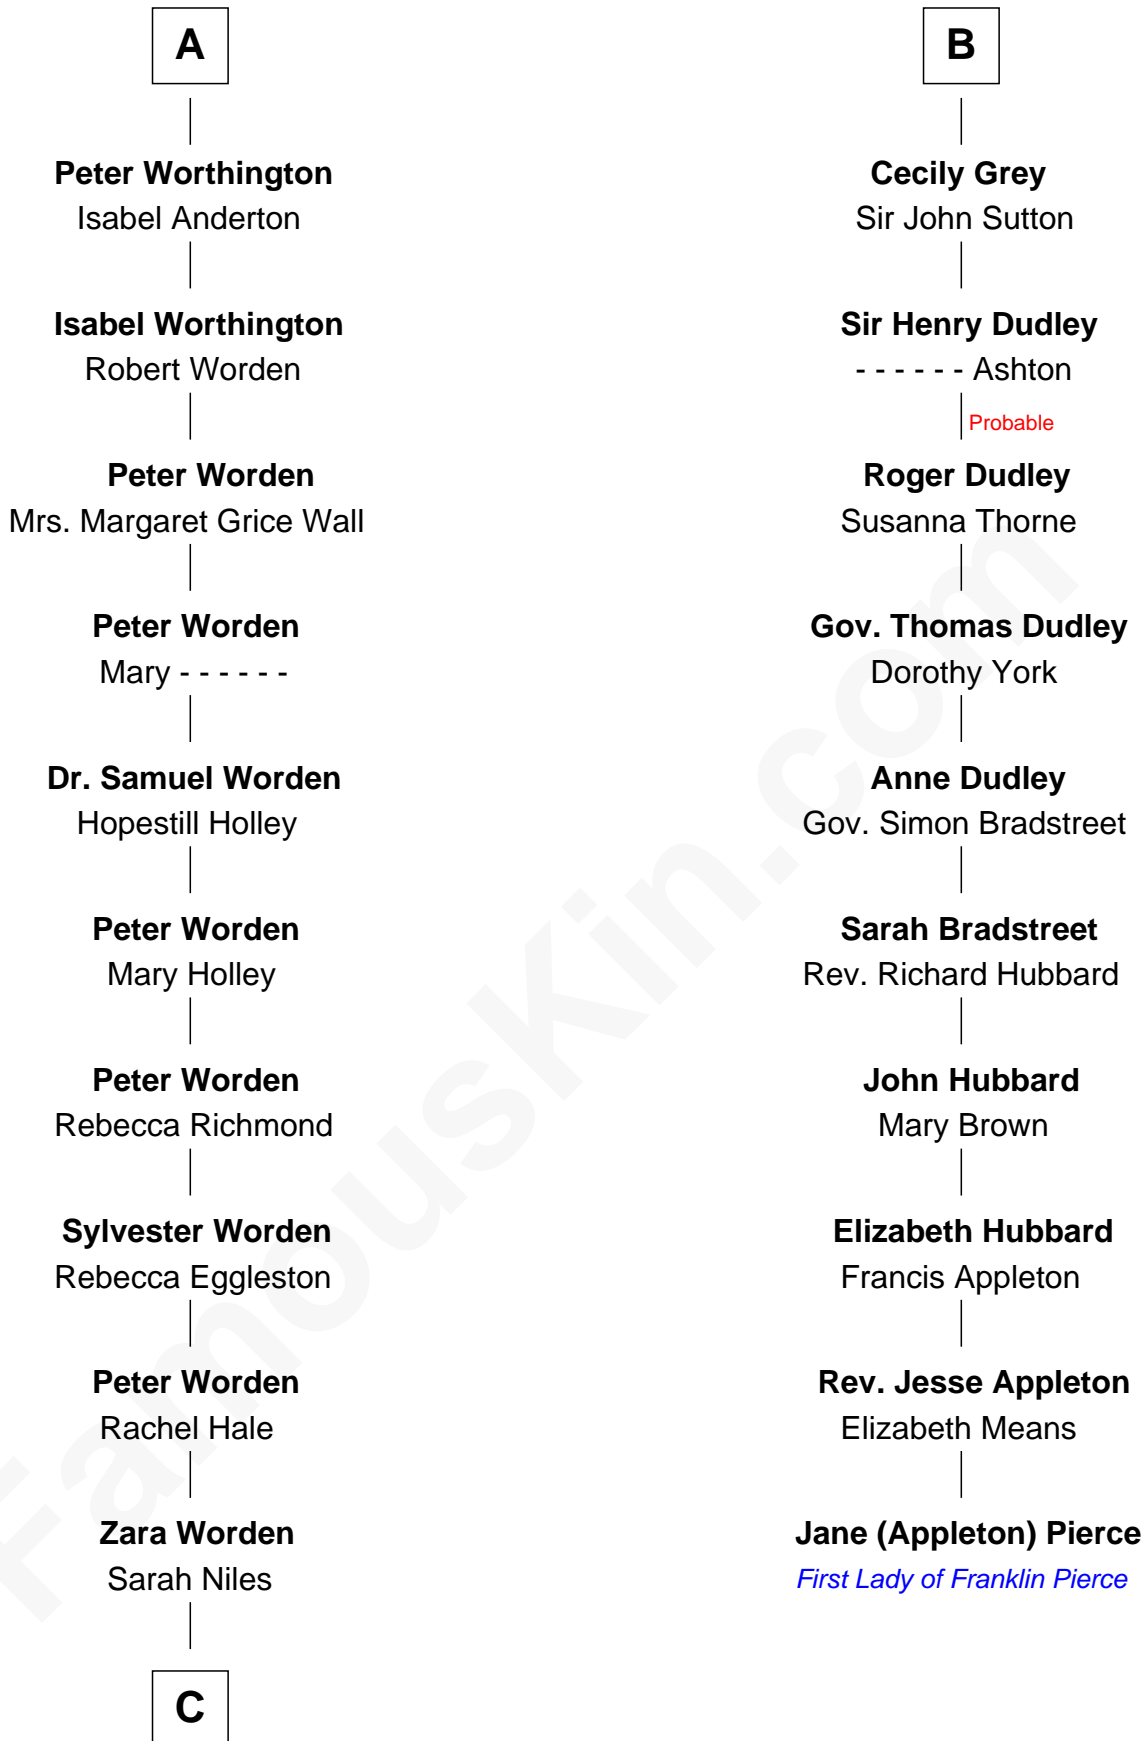 A
Peter Worthington
Isabel Anderton
Isabel Worthington
Robert Worden
Peter Worden
Mrs. Margaret Grice Wall
Peter Worden
Mary - - - - - -
Dr. Samuel Worden
Hopestill Holley
Peter Worden
Mary Holley
Peter Worden
Rebecca Richmond
Sylvester Worden
Rebecca Eggleston
Peter Worden
Rachel Hale
Zara Worden
Sarah Niles
C
B
Cecily Grey
Sir John Sutton
Sir Henry Dudley
- - - - - - Ashton
Probable
Roger Dudley
Susanna Thorne
Gov. Thomas Dudley
Dorothy York
Anne Dudley
Gov. Simon Bradstreet
Sarah Bradstreet
Rev. Richard Hubbard
John Hubbard
Mary Brown
Elizabeth Hubbard
Francis Appleton
Rev. Jesse Appleton
Elizabeth Means
Jane (Appleton) Pierce
First Lady of Franklin Pierce
FamousKin.com